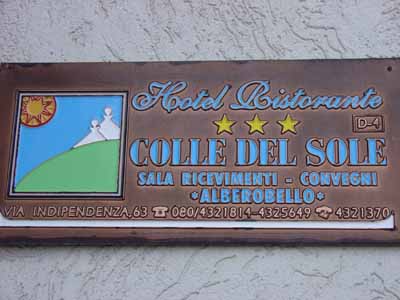 Hotel Ristorante
D-4
COLLE DEL SOLE
SALA RICEVIMENTI - CONVEGNI
*ALBEROBELLO*
VIA INDIPENDENZA, 63 ☎ 080/4321814-4325649 ☎ 4321370